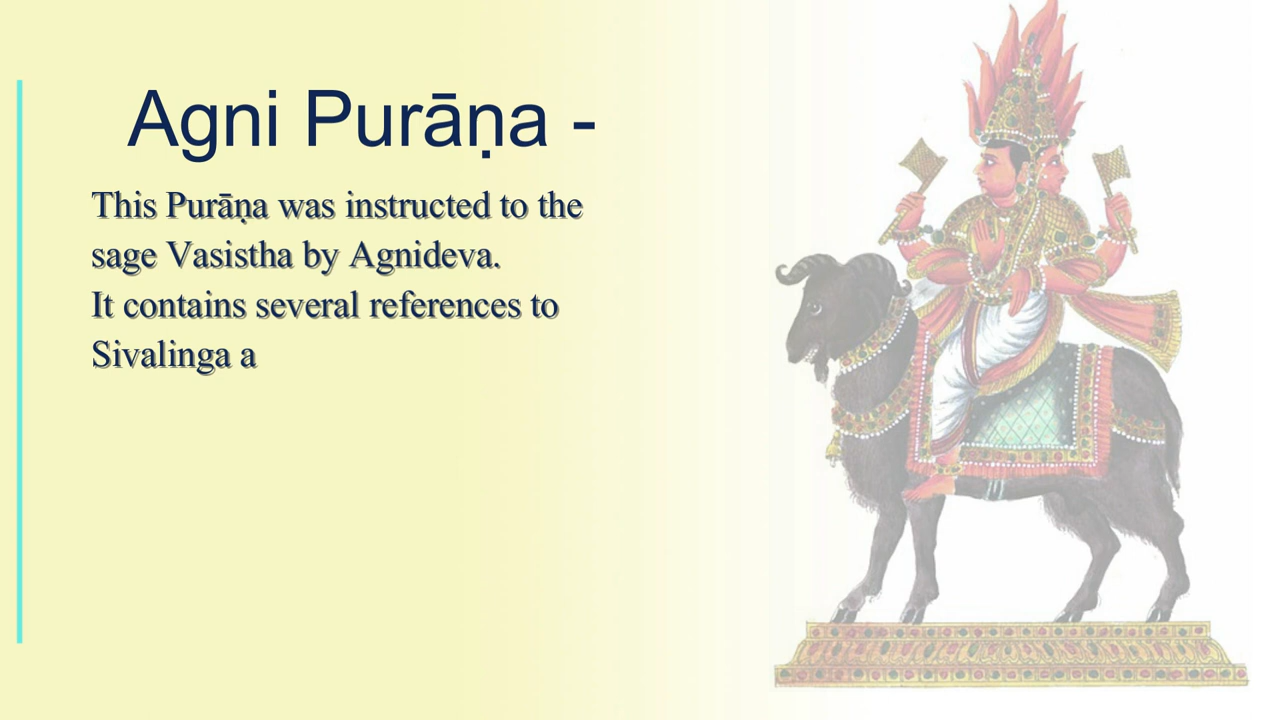 Agni Purāṇa -
This Purāṇa was instructed to the
sage Vasistha by Agnideva.
It contains several references to
Sivalinga a